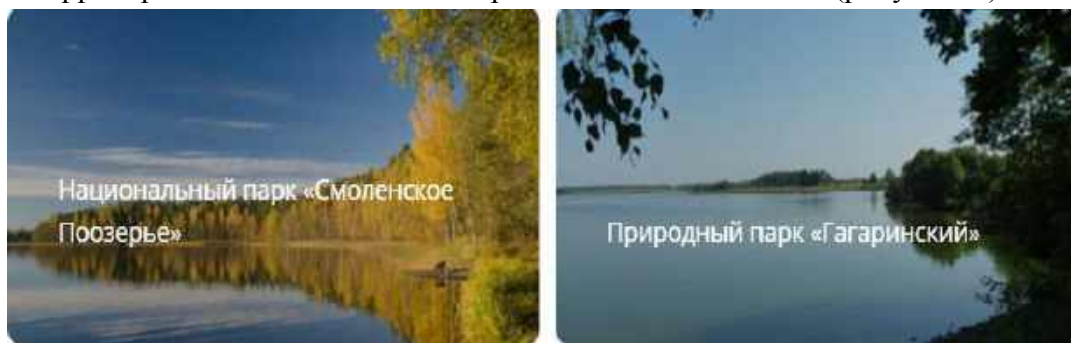 Национальный парк «Смоленское
Поозерье»
Природный парк «Гагаринский»